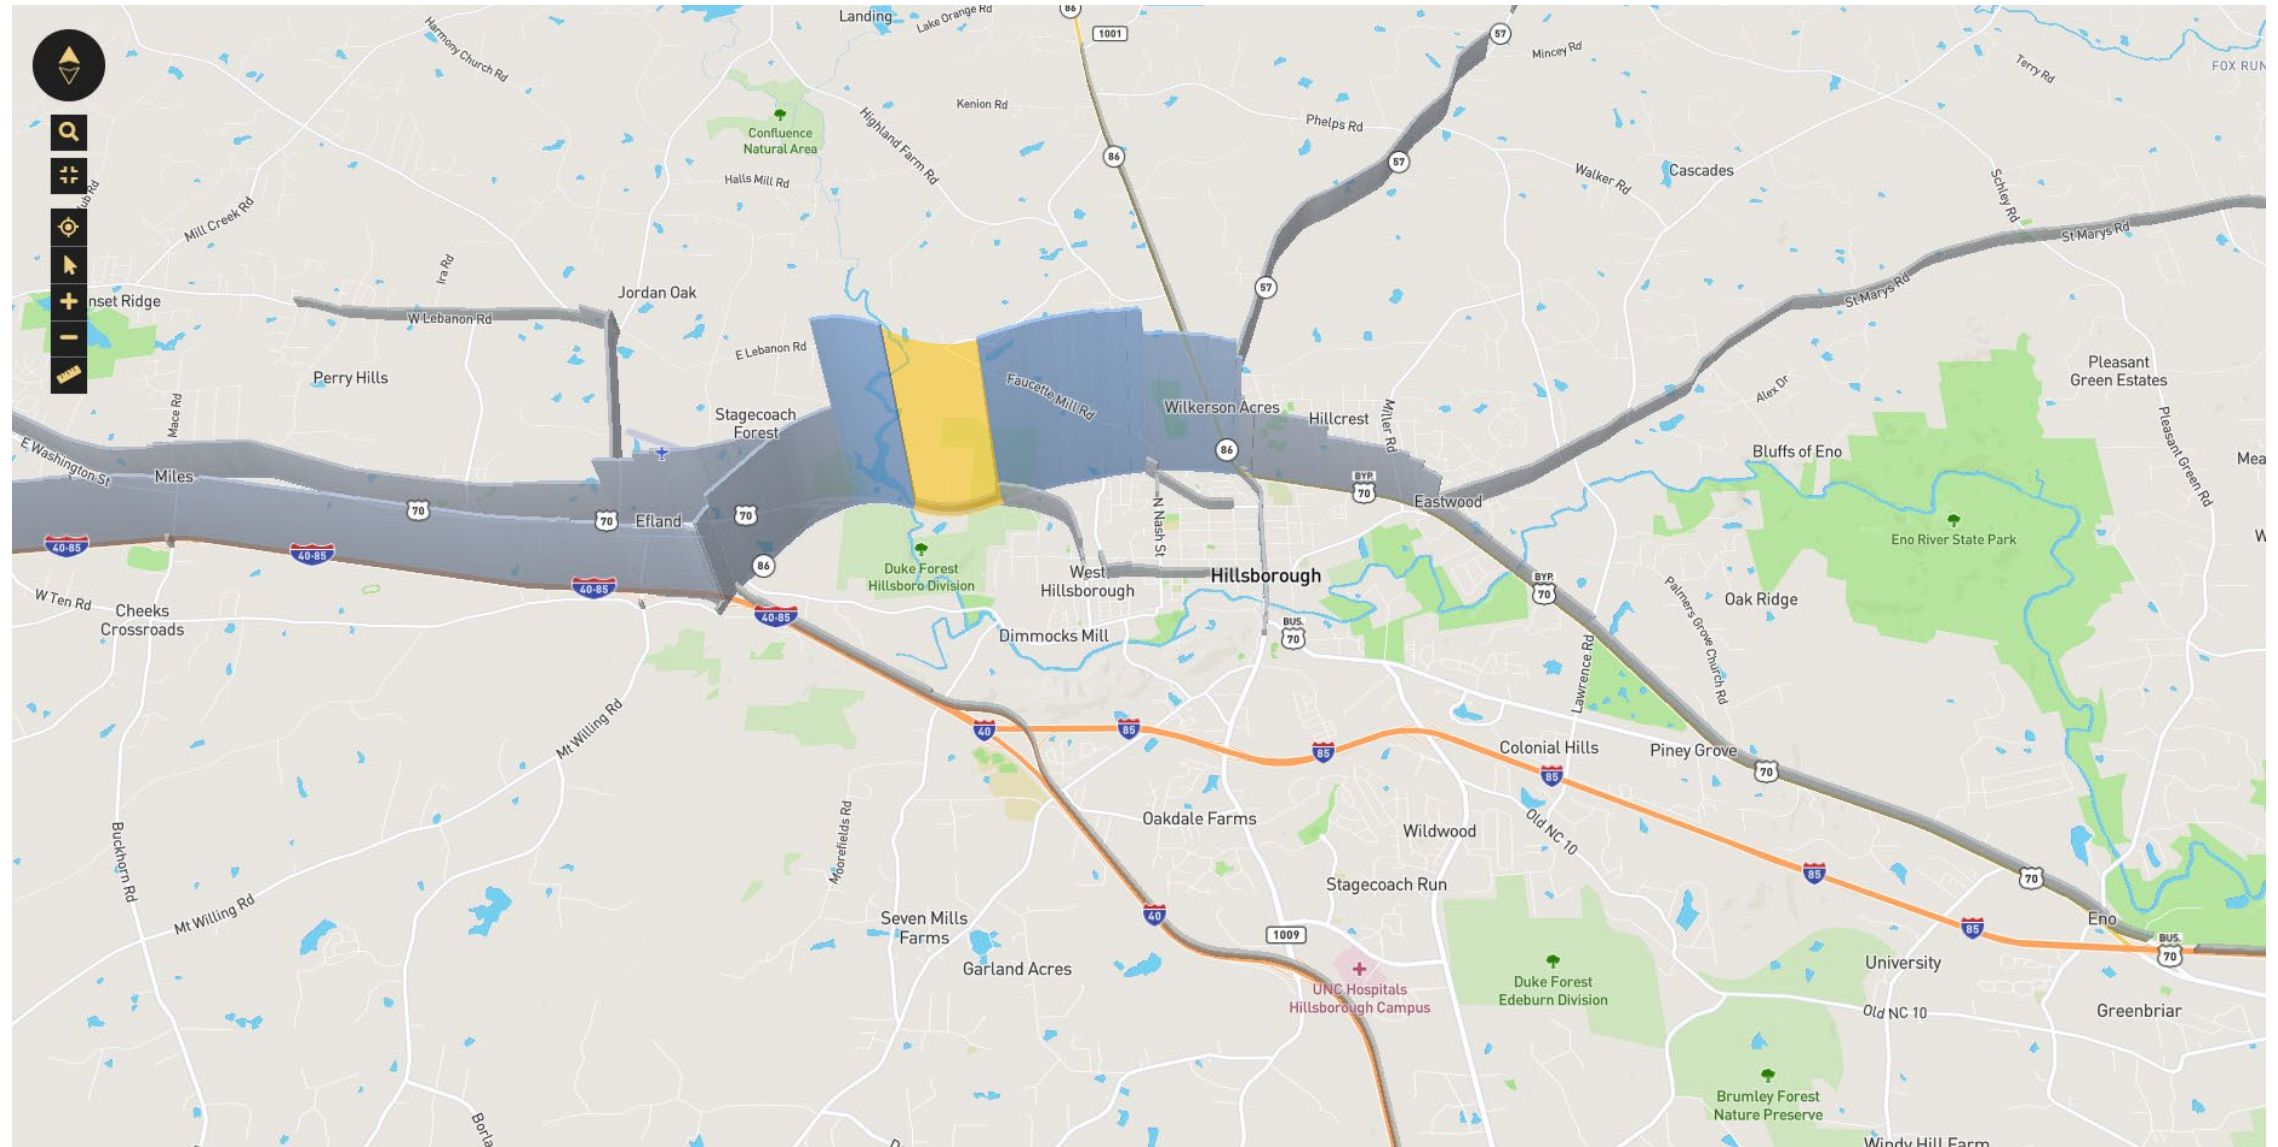 Landing
Lake Orange Rd
86
1001
57
Mincey Rd
Terry Rd
FOX RUN
Harmony Church Rd
Kenion Rd
Confluence
Natural Area
Highland Farm Rd
Phelps Rd
86
57
Halls Mill Rd
Walker Rd
Cascades
Schley Rd
Mill Creek Rd
Ira Rd
St Marys Rd
nset Ridge
Jordan Oak
57
St Marys Rd
W Lebanon Rd
E Lebanon Rd
Perry Hills
Faucette Mill Rd
Alex Dr
Pleasant
Green Estates
Mace Rd
Stagecoach
Forest
Wilkerson Acres
Hillcrest
Miller Rd
Pleasant Green Rd
E Washington St
Miles
86
Bluffs of Eno
Mea
70
70
Efland
70
BYP.
70
Eastwood
40-85
40-85
40-85
86
N Nash St
Eno River State Park
W
Duke Forest
Hillsboro Division
West
Hillsborough
Hillsborough
BYP.
70
W Ten Rd
Cheeks
Crossroads
40-85
Dimmocks Mill
BUS.
70
Oak Ridge
Palmers Grove Church Rd
Lawrence Rd
Mt Willing Rd
40
85
85
Colonial Hills
85
Piney Grove
70
Buckhorn Rd
Moorefields Rd
Oakdale Farms
Wildwood
Old NC 10
85
70
Mt Willing Rd
Seven Mills
Farms
40
Stagecoach Run
1009
85
Eno
BUS.
70
Garland Acres
UNC Hospitals
Hillsborough Campus
Duke Forest
Edeburn Division
University
Old NC 10
Greenbriar
Brumley Forest
Nature Preserve
Borla
Windy Hill Farm